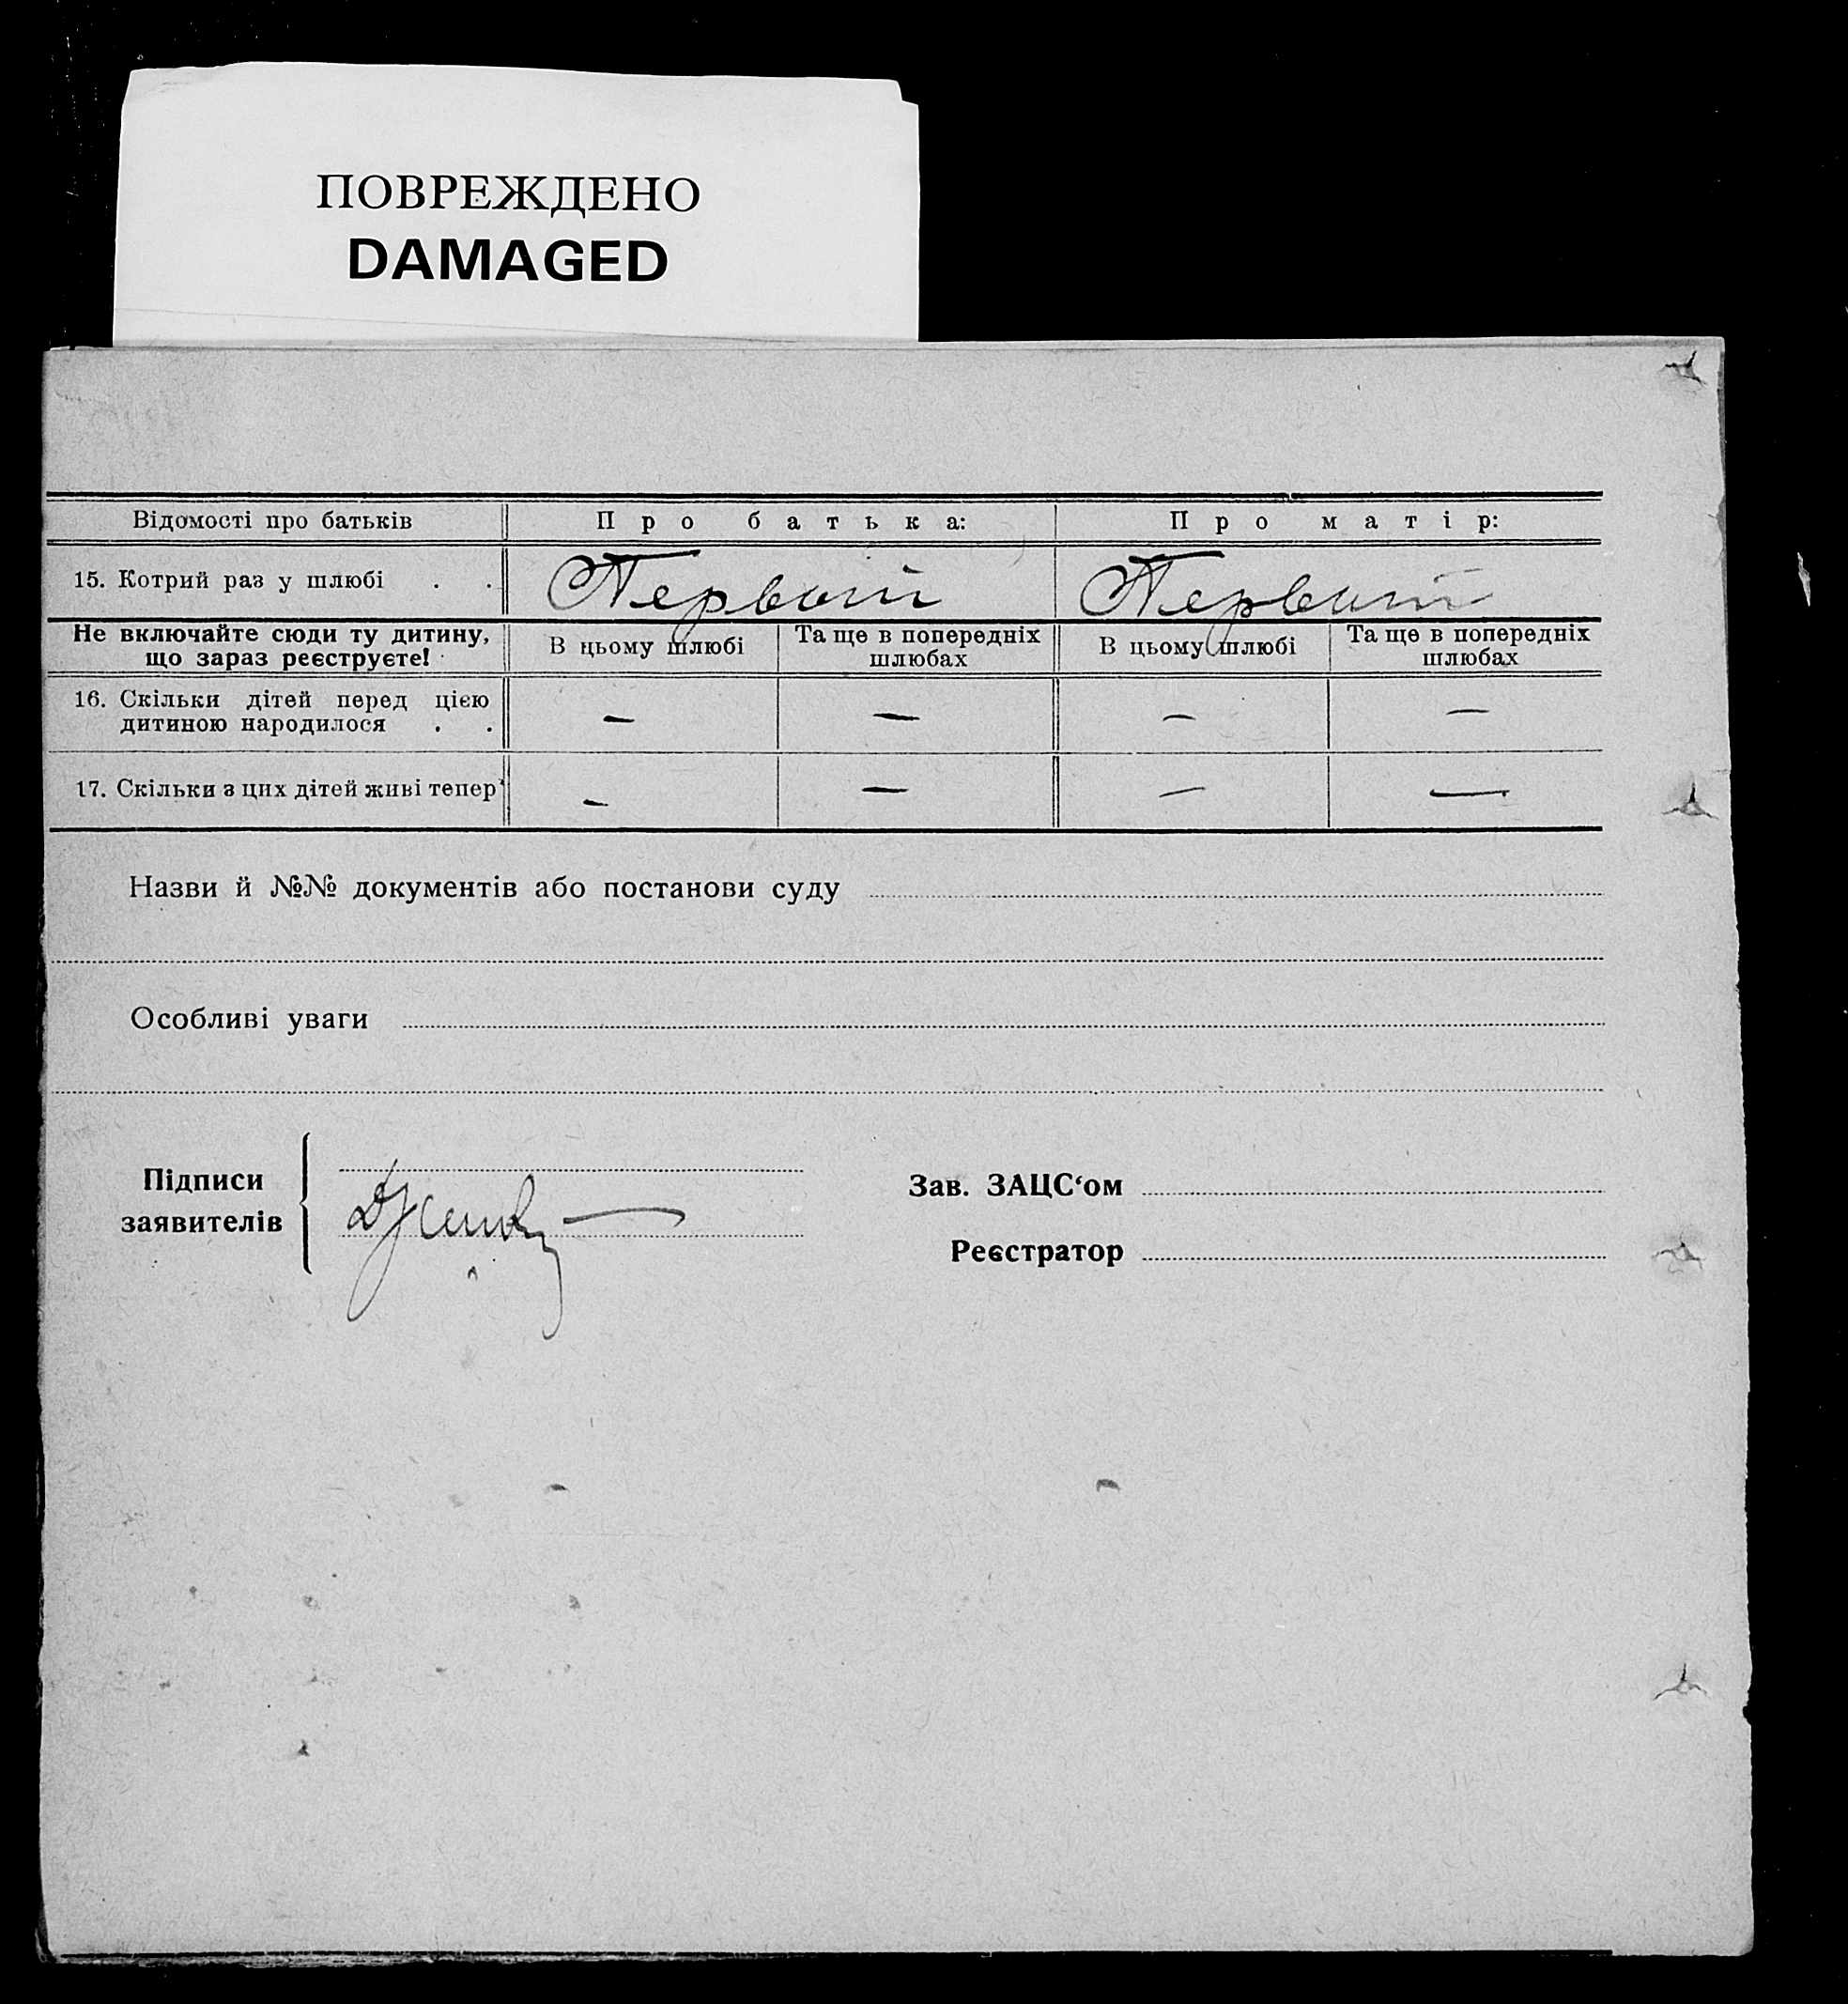 ПОВРЕЖДЕНО
DAMAGED
Відомості про батьків Про батька: Про матір:
15. Котрий раз у шлюбі . . Первый Первый
Не включайте сюди ту дитину, що зараз реєструєте! В цьому шлюбі Та ще в попередніх шлюбах В цьому шлюбі Та ще в попередніх шлюбах
16. Скільки дітей перед цією
дитиною народилося . . — — — —
17. Скільки з цих дітей живі тепер — — — —
Назви й №№ документів або постанови суду
Особливі уваги
Підписи
заявителів
Зав. ЗАЦС‘ом
Реєстратор